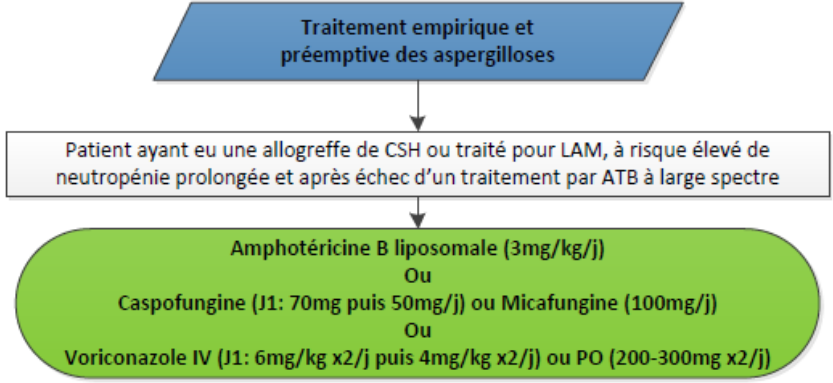 Traitement empirique et
préemptive des aspergilloses
Patient ayant eu une allogreffe de CSH ou traité pour LAM, à risque élevé de
neutropénie prolongée et après échec d'un traitement par ATB à large spectre
Amphotéricine B liposomale (3mg/kg/j)
Ou
Caspofungine (J1: 70mg puis 50mg/j) ou Micafungine (100mg/j)
Ou
Voriconazole IV (J1: 6mg/kg x2/j puis 4mg/kg x2/j) ou PO (200-300mg x2/j)